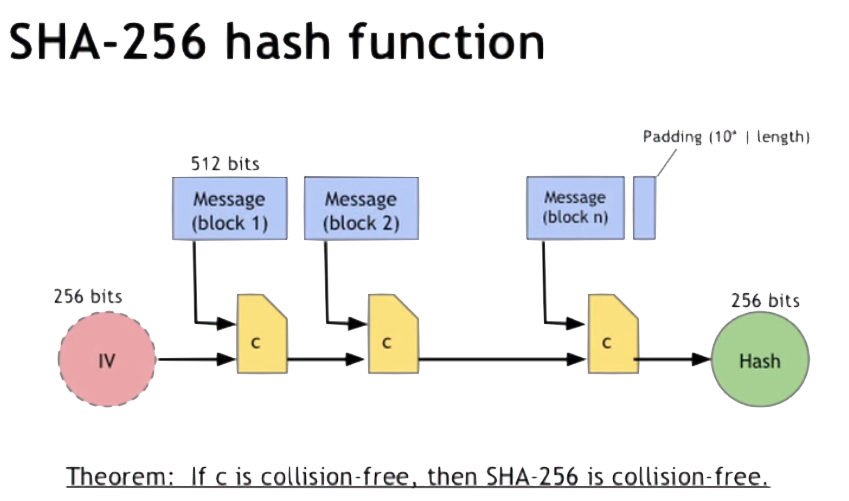 SHA-256 hash function
Padding (10* | length)
512 bits
Message
(block 1)
Message
(block 2)
Message
(block n)
256 bits
256 bits
IV
c
c
c
Hash
Theorem: If c is collision-free, then SHA-256 is collision-free.